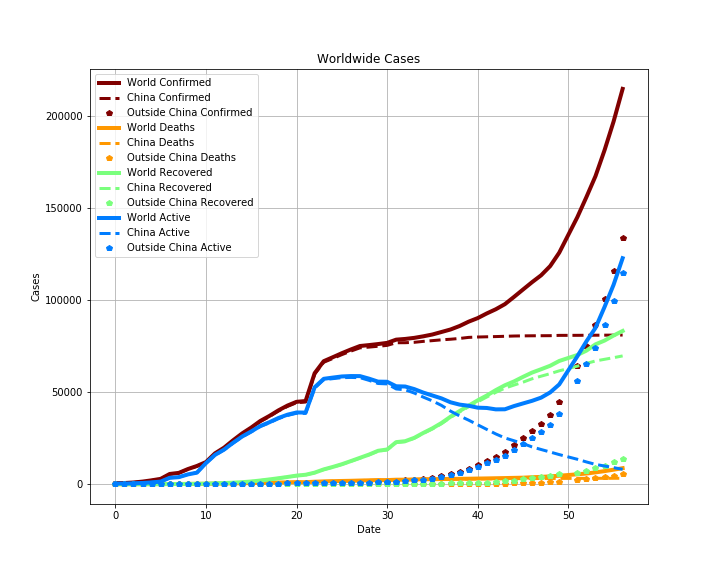 Worldwide Cases
World Confirmed
China Confirmed
Outside China Confirmed
World Deaths
China Deaths
Outside China Deaths
World Recovered
China Recovered
Outside China Recovered
World Active
China Active
Outside China Active
200000
150000
100000
50000
0
Cases
0 10 20 30 40 50
Date